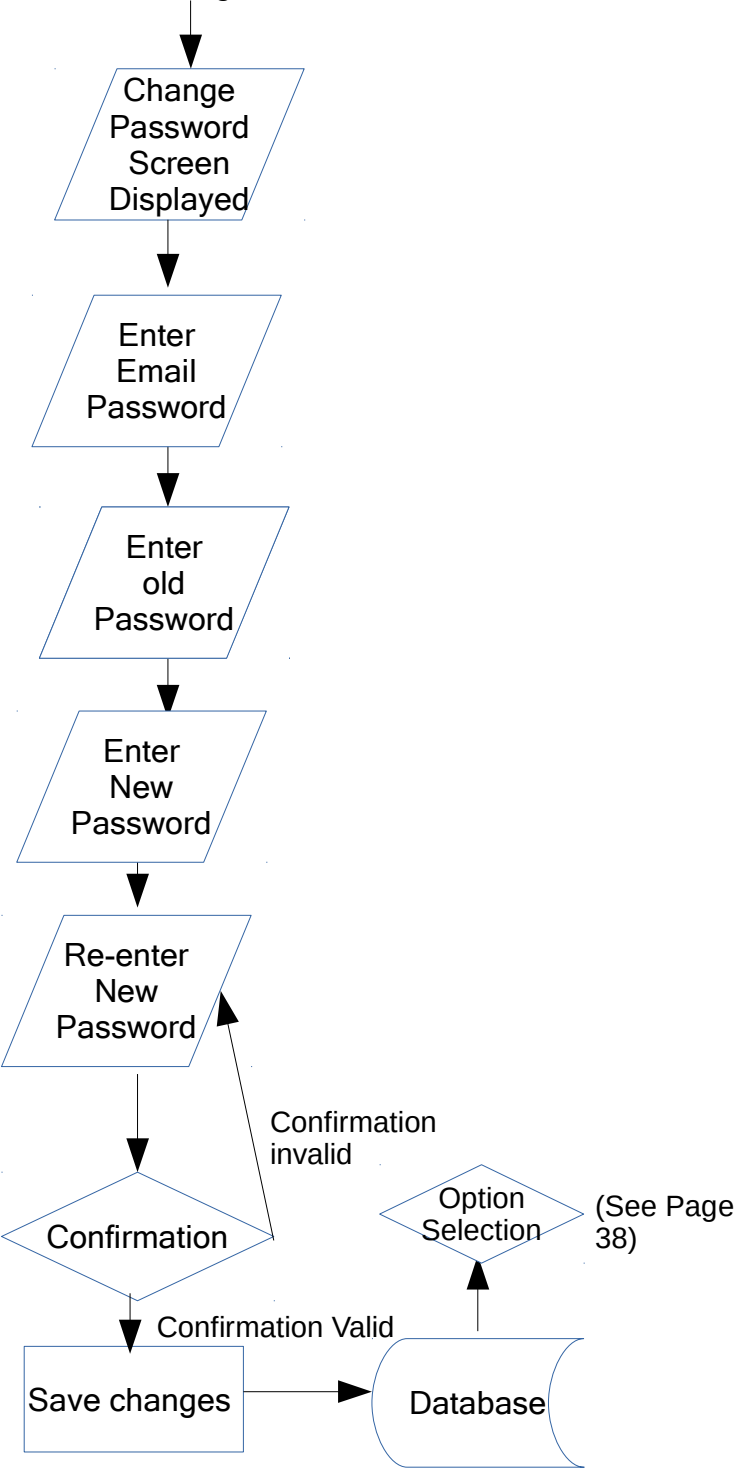 Change
Password
Screen
Displayed
Enter
Email
Password
Enter
old
Password
Enter
New
Password
Re-enter
New
Password
Confirmation
invalid
Option
Selection
(See Page
38)
Confirmation
Confirmation Valid
Save changes
Database